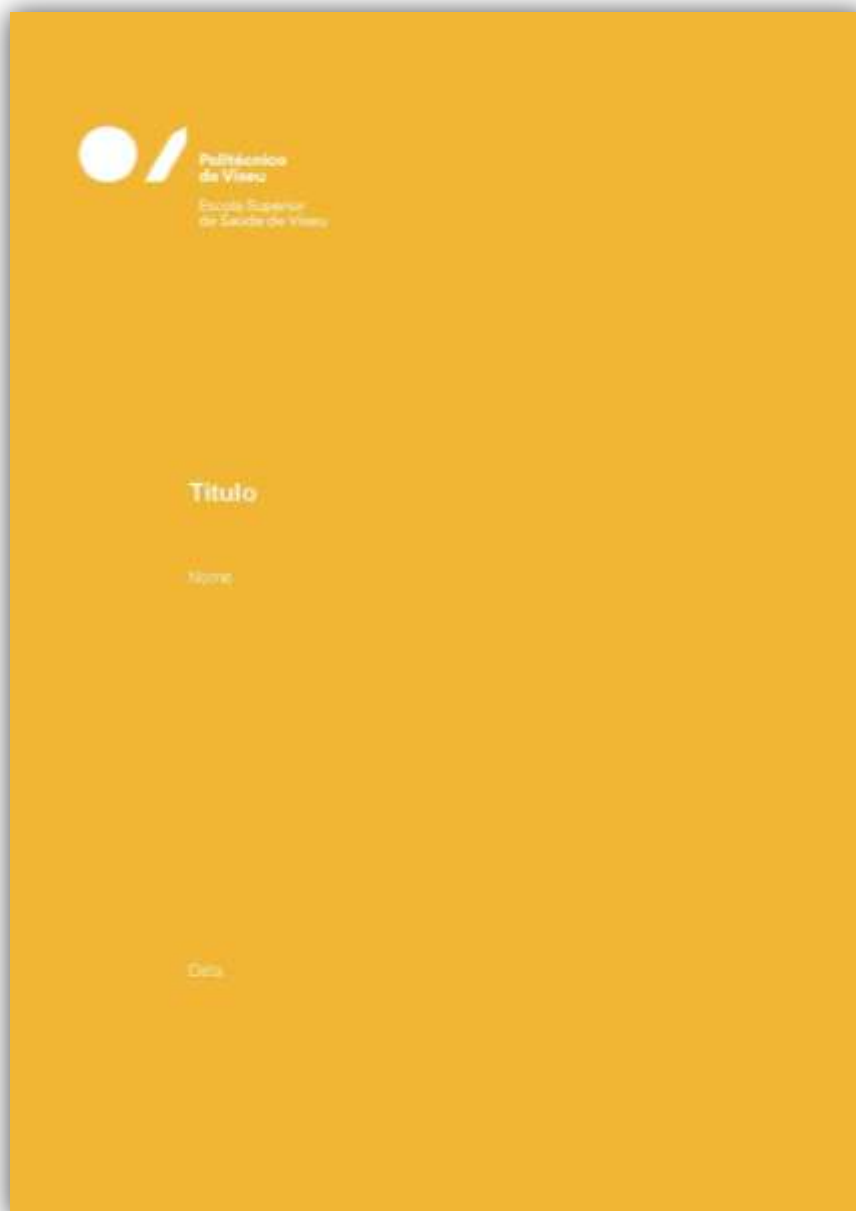 Politécnico
de Viseu
Escola Superior
de Saúde de Viseu
Título
Nome
Data